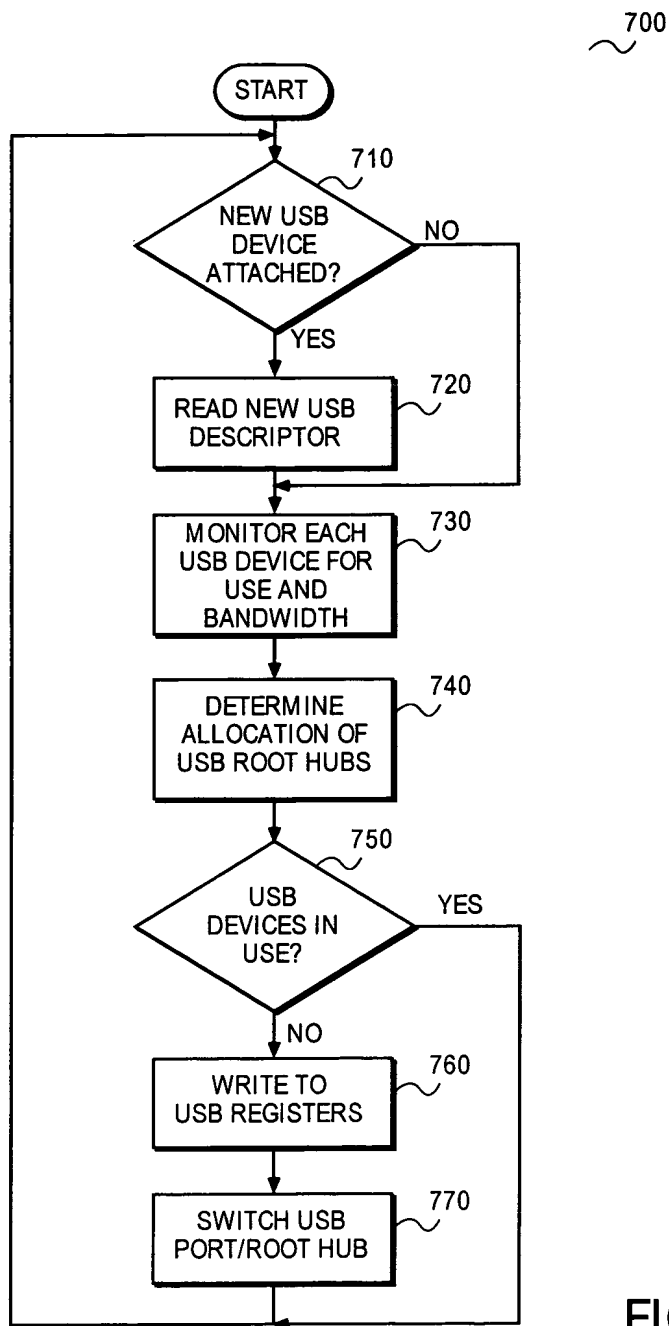 700
START
710
NEW USB
DEVICE
ATTACHED?
NO
YES
720
READ NEW USB
DESCRIPTOR
730
MONITOR EACH
USB DEVICE FOR
USE AND
BANDWIDTH
740
DETERMINE
ALLOCATION OF
USB ROOT HUBS
750
USB
DEVICES IN
USE?
YES
NO
760
WRITE TO
USB REGISTERS
770
SWITCH USB
PORT/ROOT HUB